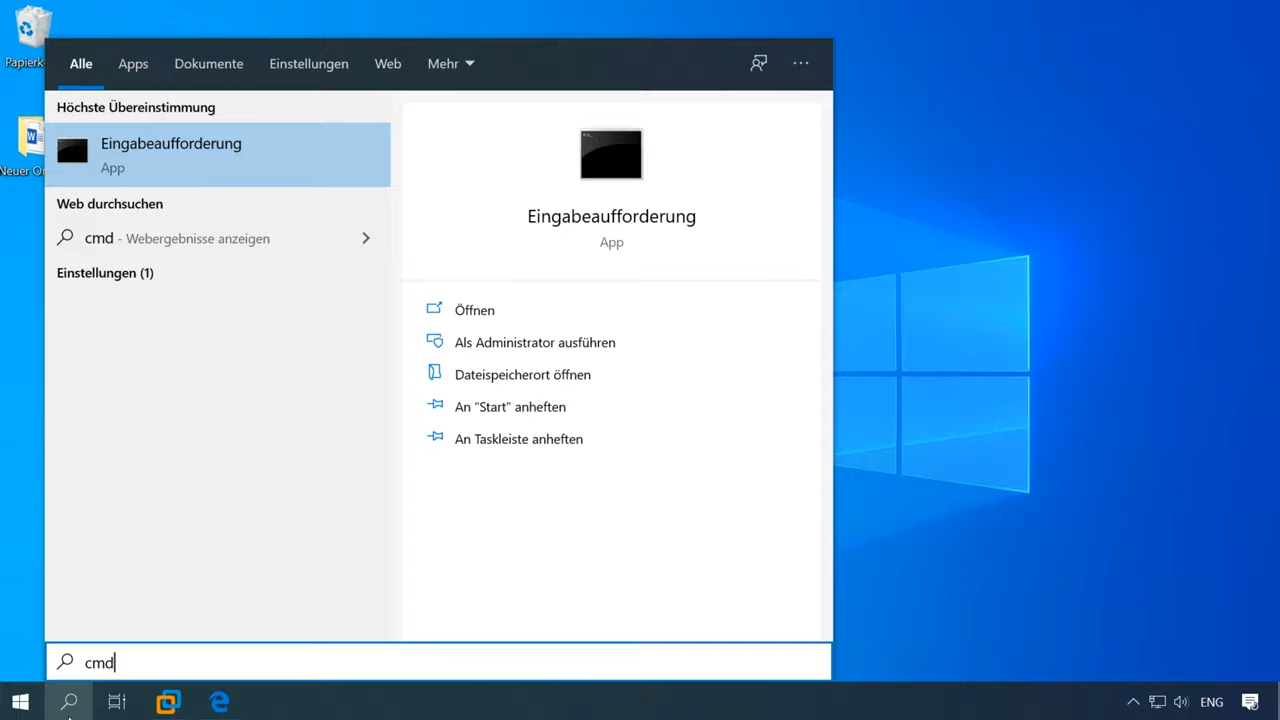 Alle Apps Dokumente Einstellungen Web Mehr
Höchste Übereinstimmung
Eingabeaufforderung
App
Web durchsuchen
cmd - Webergebnisse anzeigen
Einstellungen (1)
Eingabeaufforderung
App
Öffnen
Als Administrator ausführen
Dateispeicherort öffnen
An "Start" anheften
An Taskleiste anheften
cmd
Papierk
Neuer Or
ENG